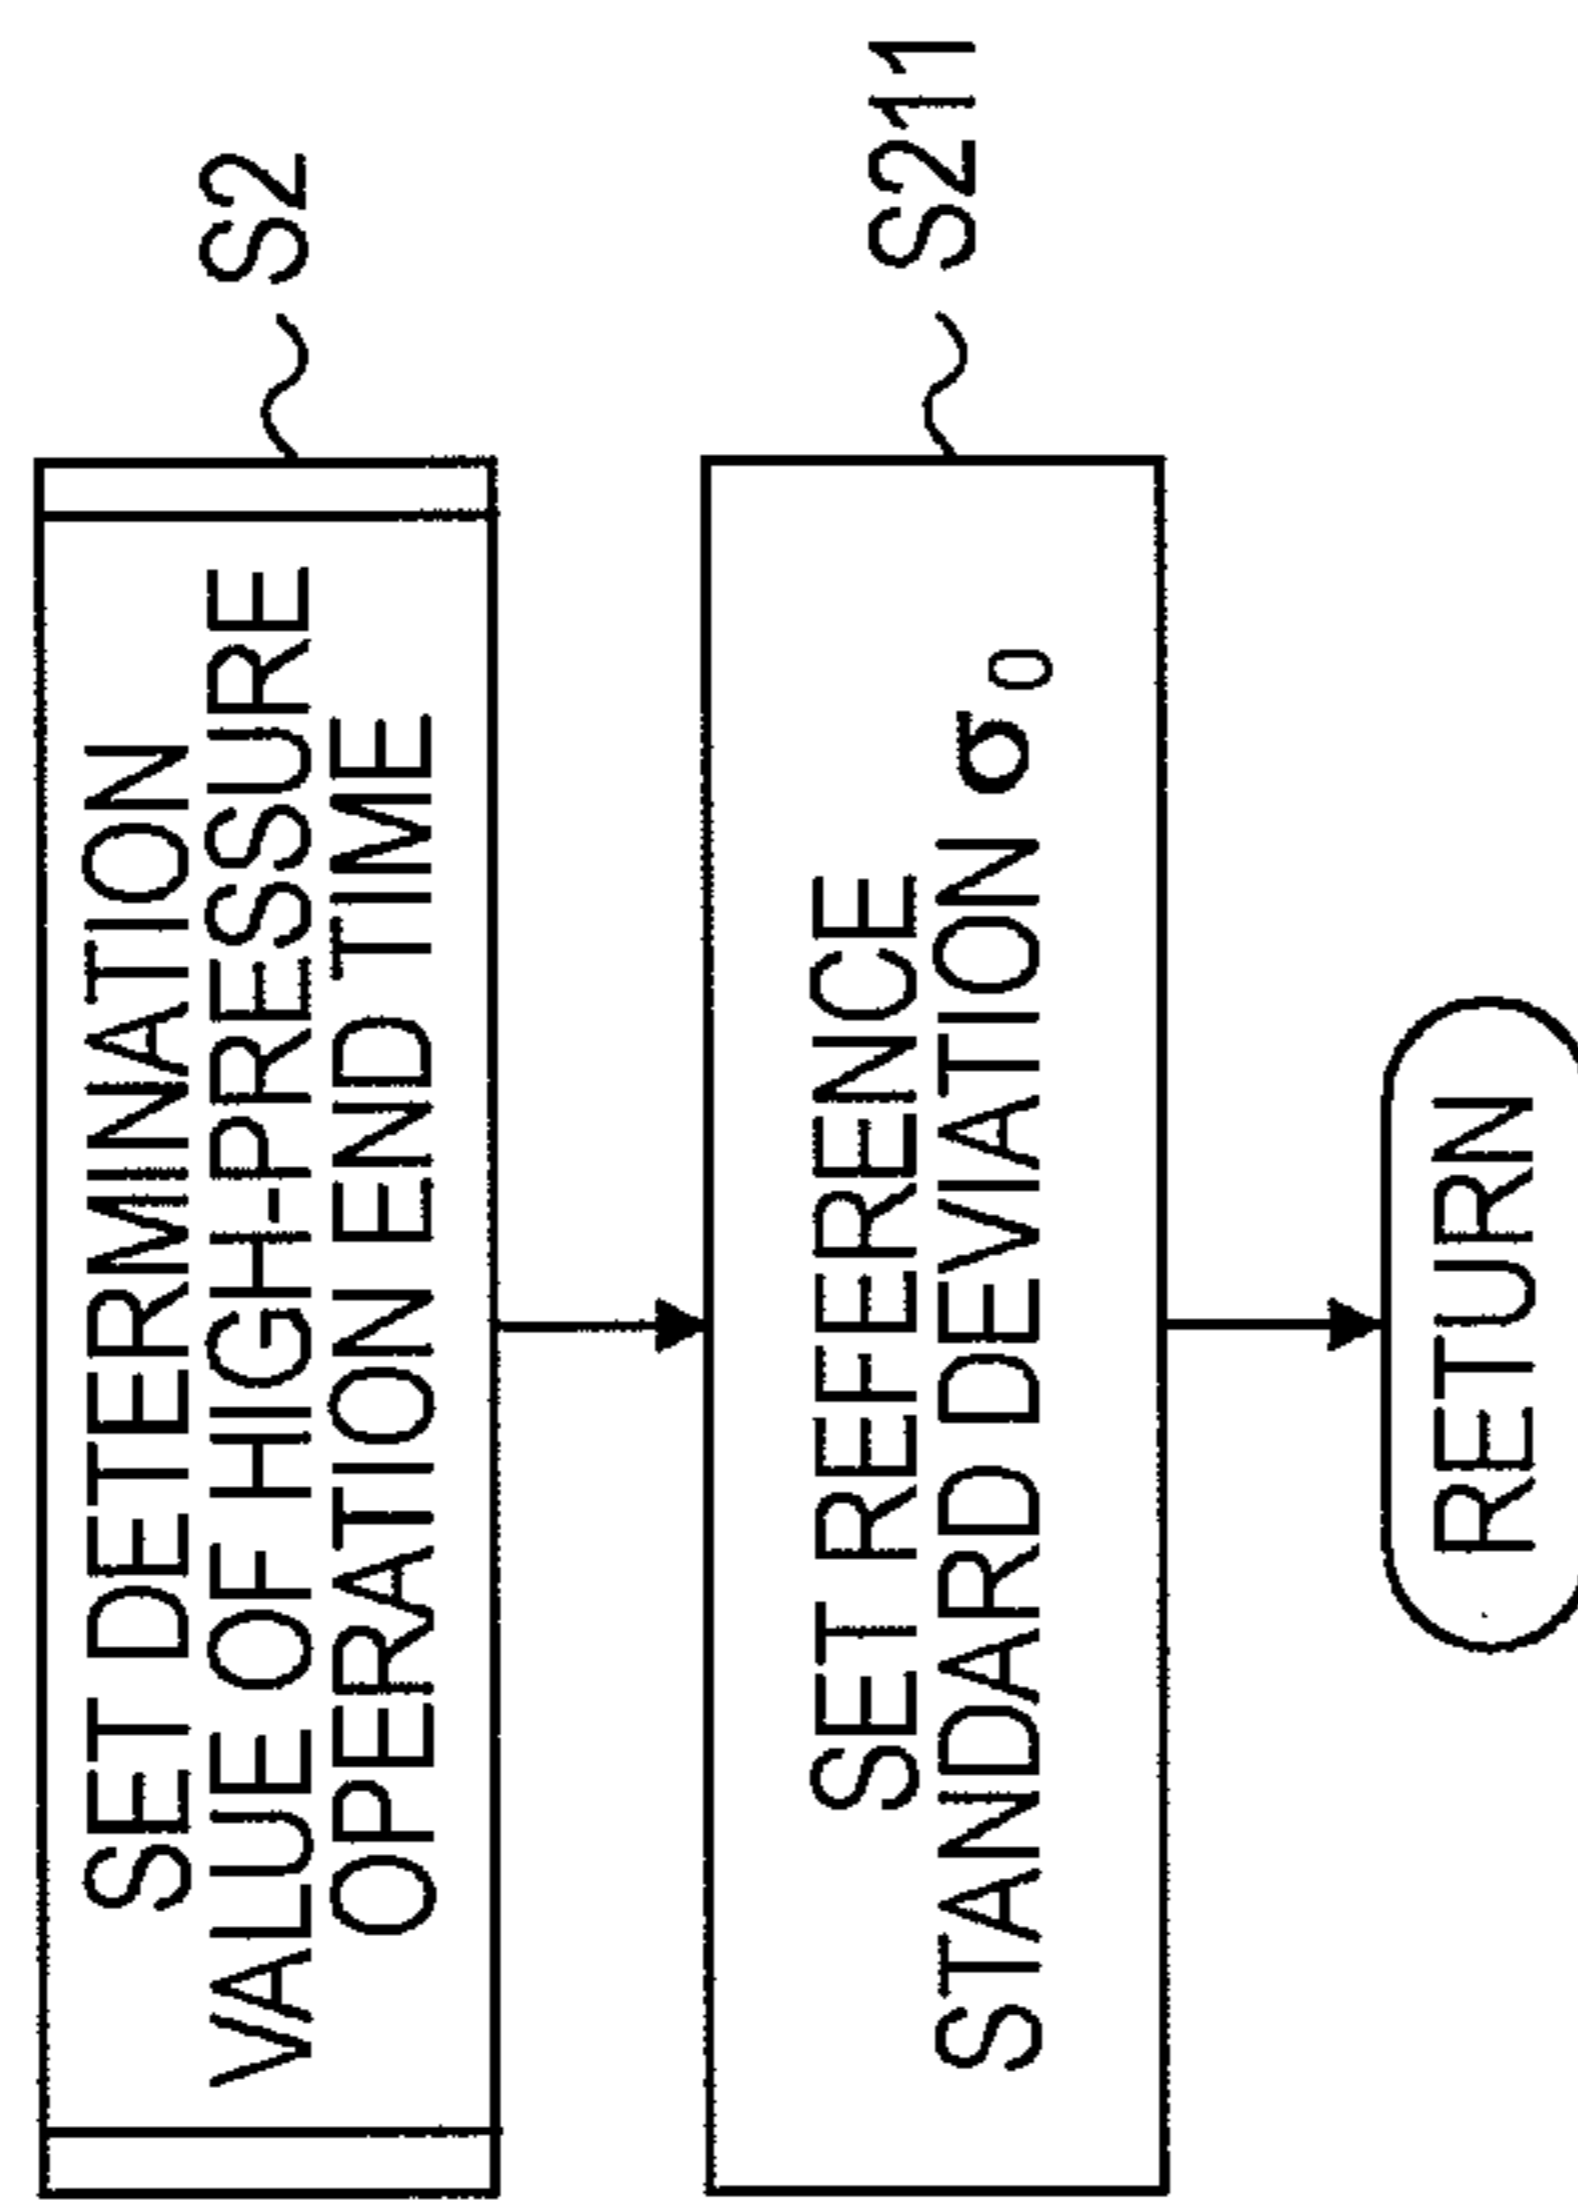 SET DETERMINATION
VALUE OF HIGH-PRESSURE
OPERATION END TIME
S2
SET REFERENCE
STANDARD DEVIATION σ₀
S211
RETURN